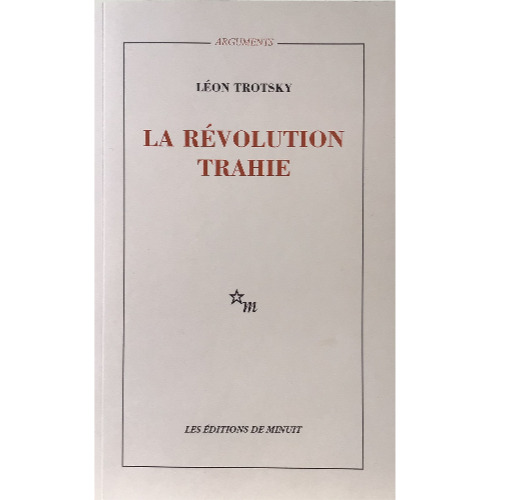 ARGUMENTS
LÉON TROTSKY
LA RÉVOLUTION
TRAHIE
m
LES ÉDITIONS DE MINUIT